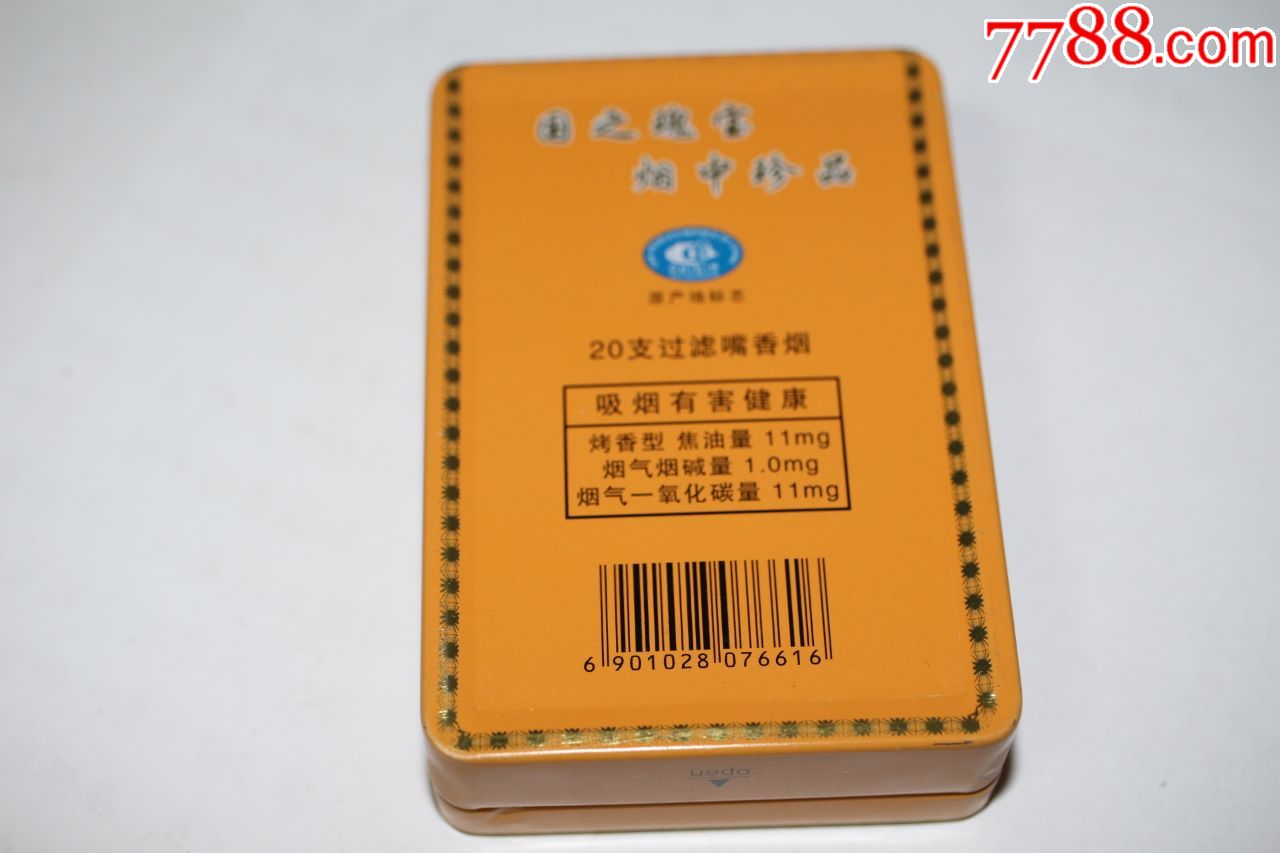 7788.com
国之瑰宝
烟中珍品
原产地标志
20支过滤嘴香烟
吸烟有害健康
烤香型 焦油量 11mg
烟气烟碱量 1.0mg
烟气一氧化碳量 11mg
6 901028 076616
open